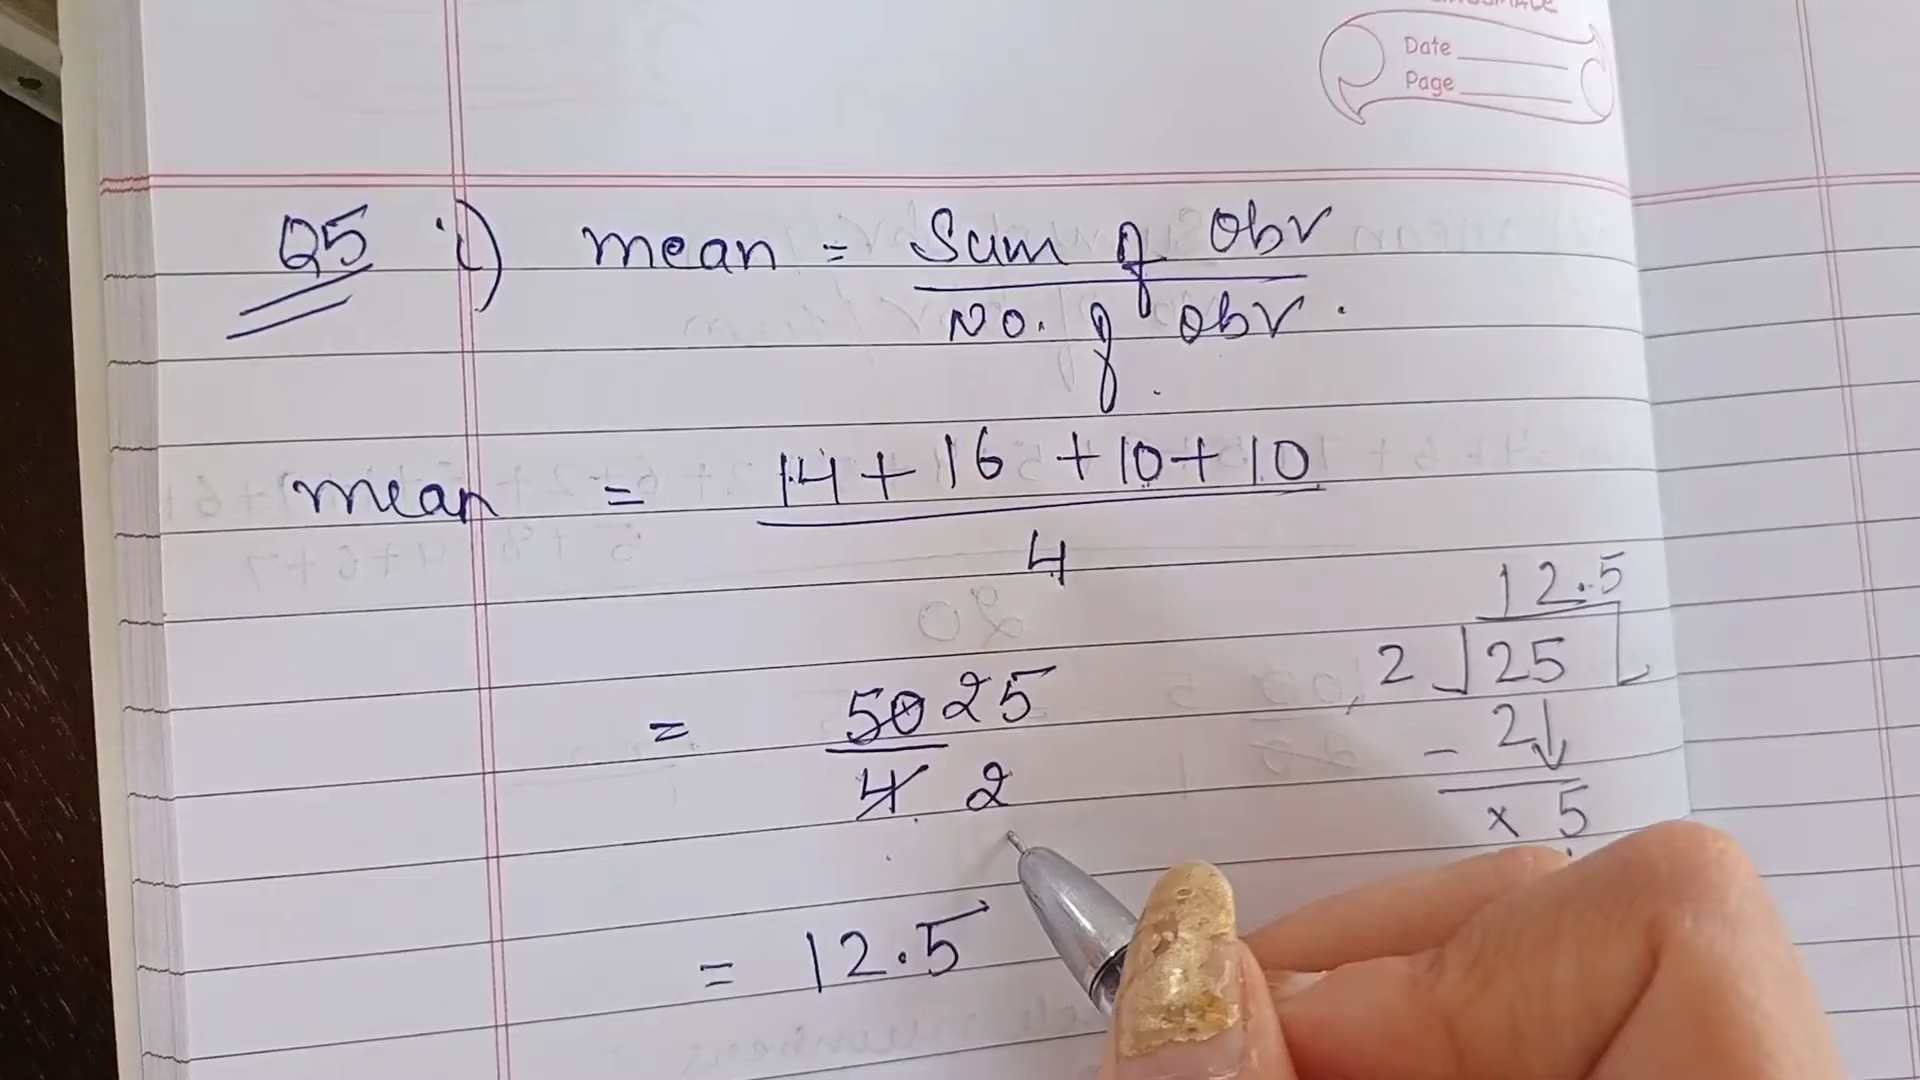 Date
Page
Q5 i) mean = Sum of Obv
No. of Obv.
mean = 14 + 16 + 10 + 10
4
= 50 25
4 2
= 12.5
12.5
2 25
- 2
x 5